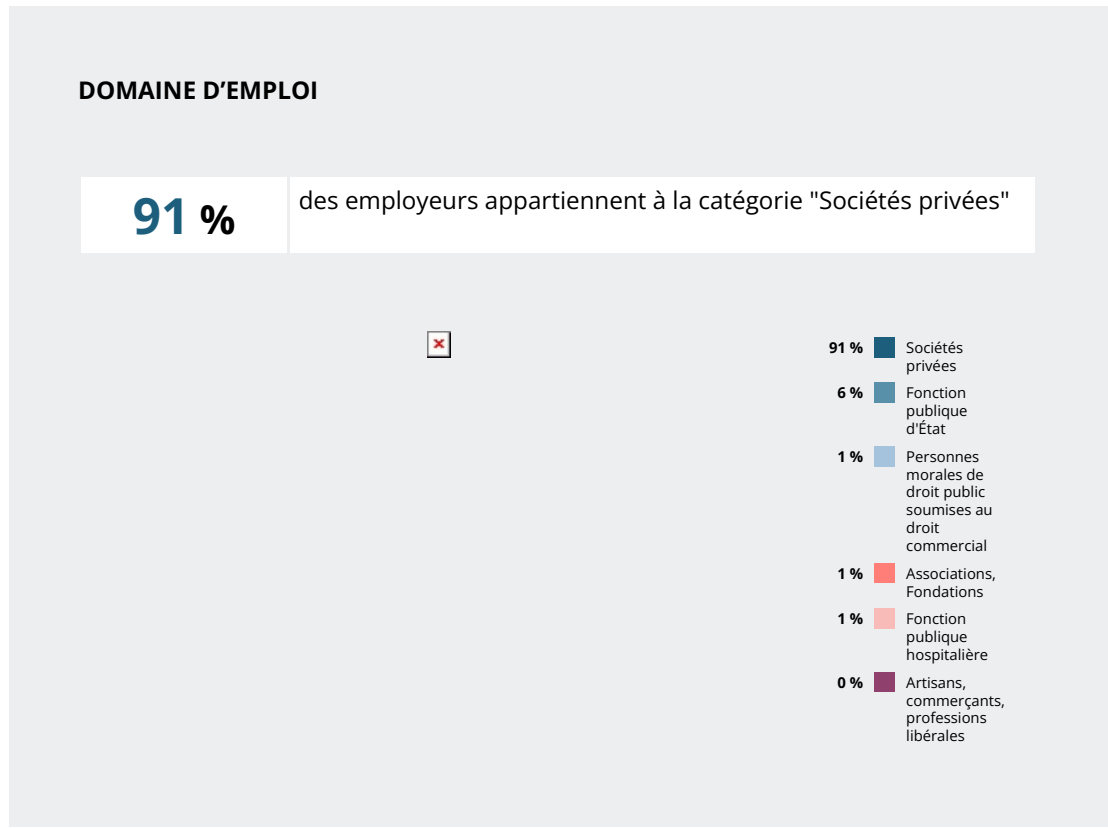 DOMAINE D’EMPLOI
91 %
des employeurs appartiennent à la catégorie "Sociétés privées"
91 % Sociétés
privées
6 % Fonction
publique
d'État
1 % Personnes
morales de
droit public
soumises au
droit
commercial
1 % Associations,
Fondations
1 % Fonction
publique
hospitalière
0 % Artisans,
commerçants,
professions
libérales